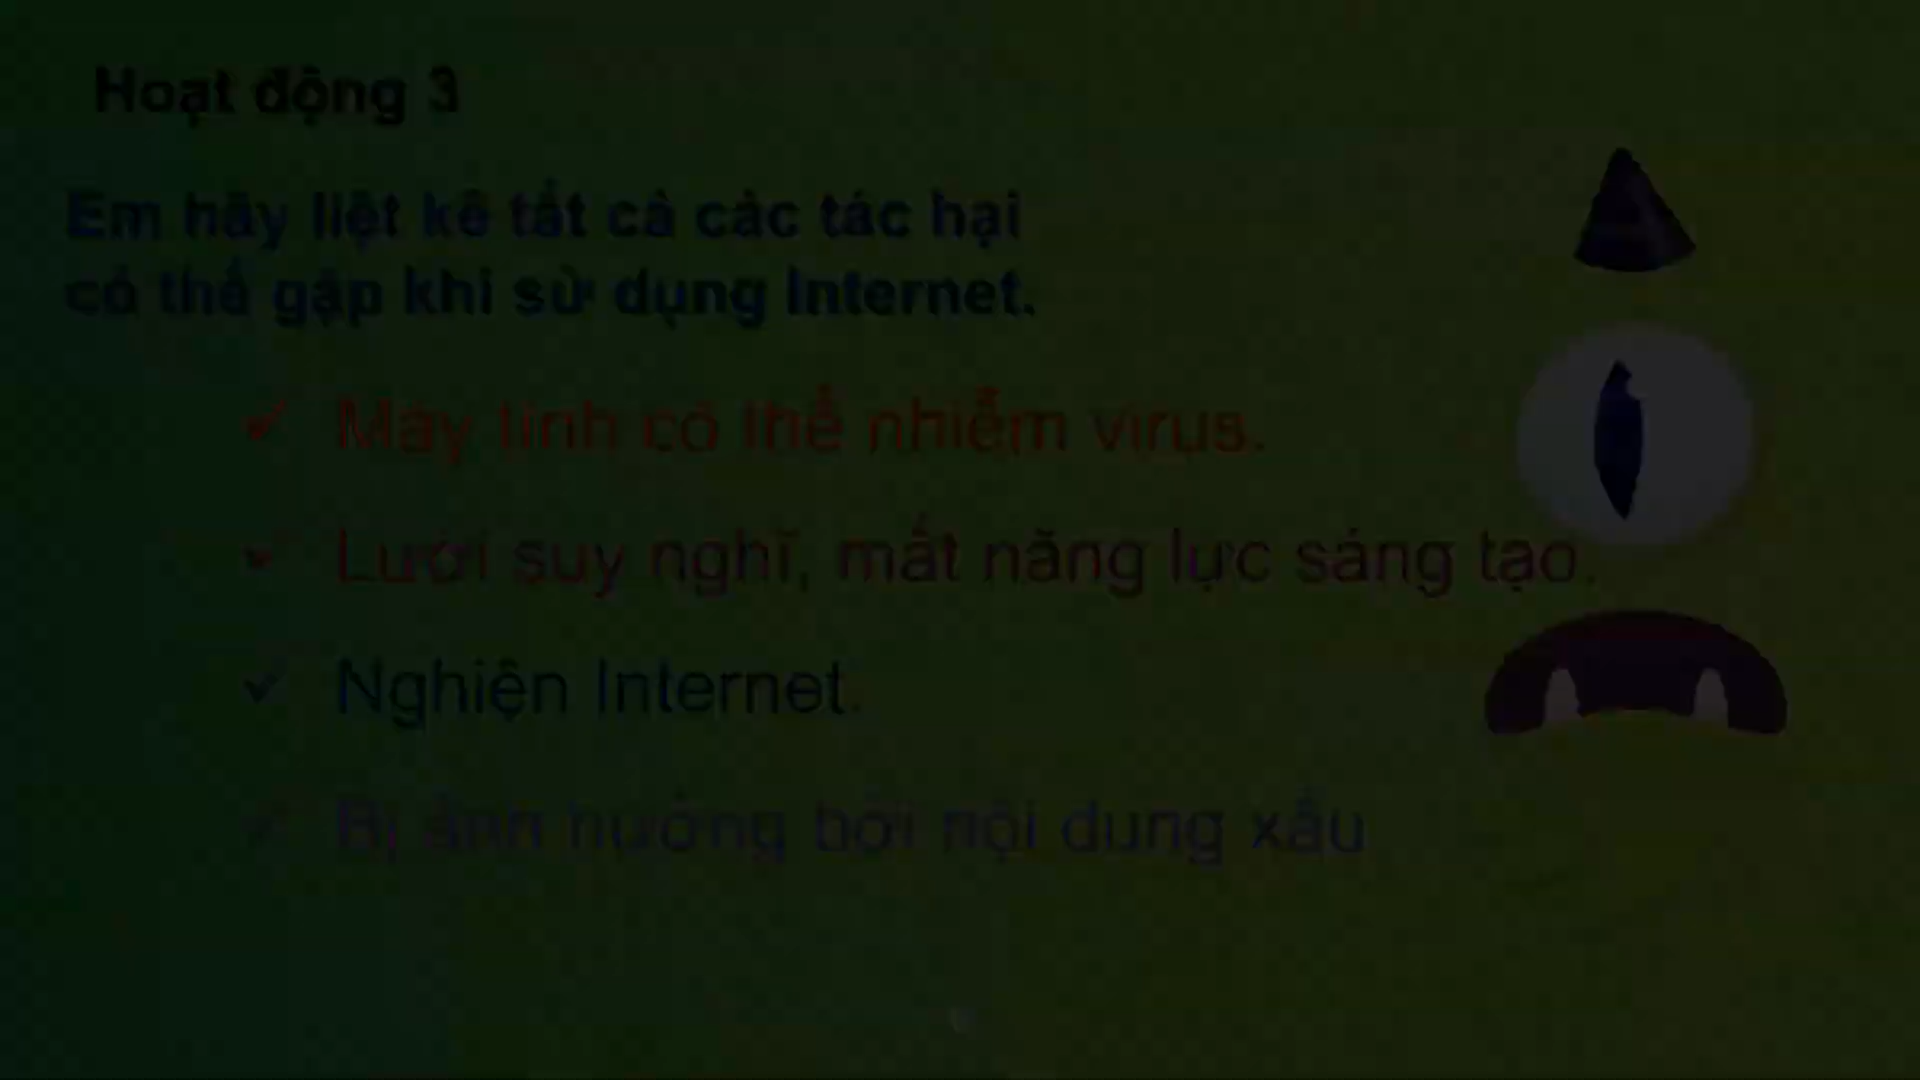 Hoạt động 3
Em hãy liệt kê tất cả các tác hại
có thể gặp khi sử dụng Internet.
✓ Máy tính có thể nhiễm virus.
✓ Lười suy nghĩ, mất năng lực sáng tạo.
✓ Nghiện Internet.
✓ Bị ảnh hưởng bởi nội dung xấu